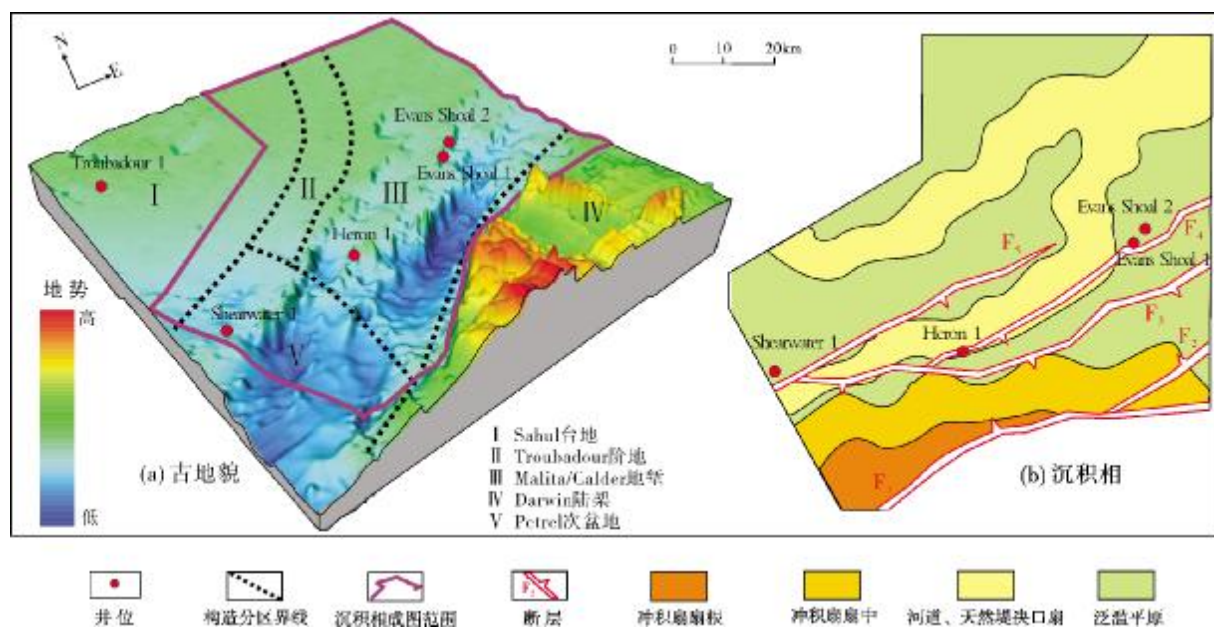 N
E
0 10 20km
Evans Shoal 2
Troubadour 1
Evans Shoal 1
I
II
III
IV
Heron 1
Shearwater 1
V
地势
高
低
(a) 古地貌
I Sahul台地
II Troubadour阶地
III Malita/Calder地堑
IV Darwin陆架
V Petrel次盆地
Evans Shoal 2
F4
Evans Shoal 1
F5
F3
Heron 1
F2
Shearwater 1
F1
(b) 沉积相
井位
构造分区界线
沉积相成图范围
F1
断层
冲积扇扇根
冲积扇扇中
河道、天然堤决口扇
泛滥平原